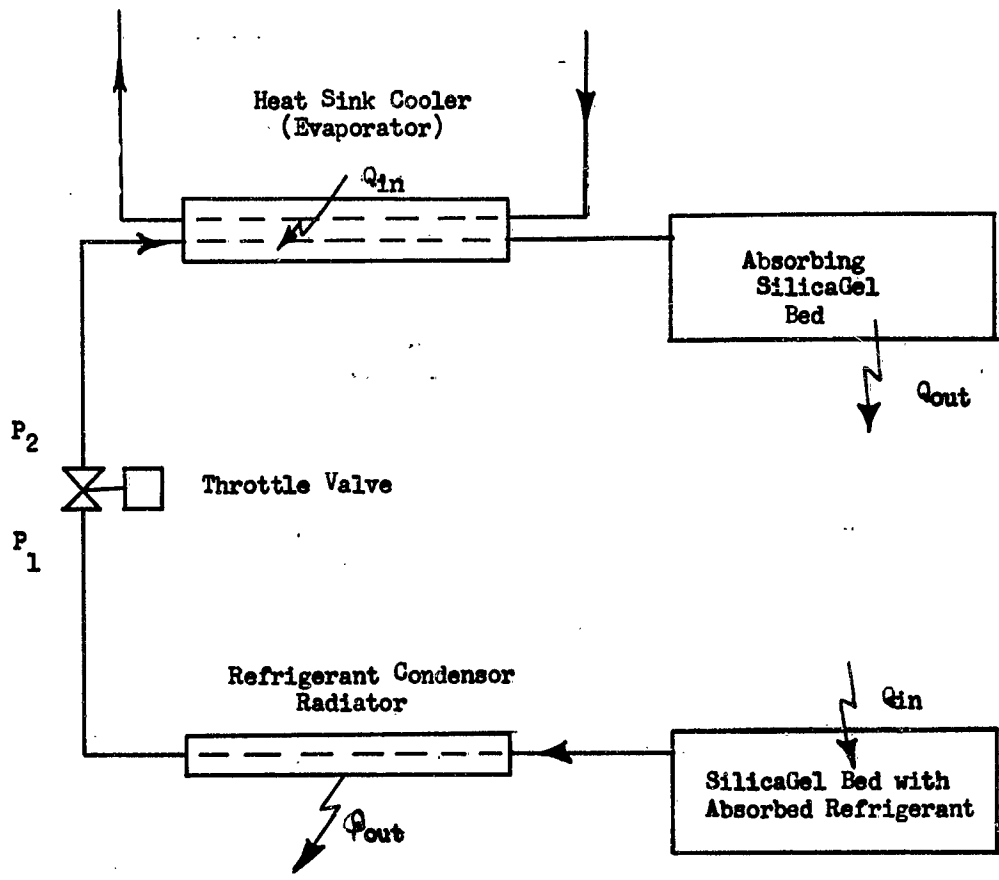 Heat Sink Cooler
(Evaporator)
Qin
Absorbing
SilicaGel
Bed
Qout
P2
Throttle Valve
P1
Refrigerant Condensor
Radiator
Qin
SilicaGel Bed with
Absorbed Refrigerant
Qout